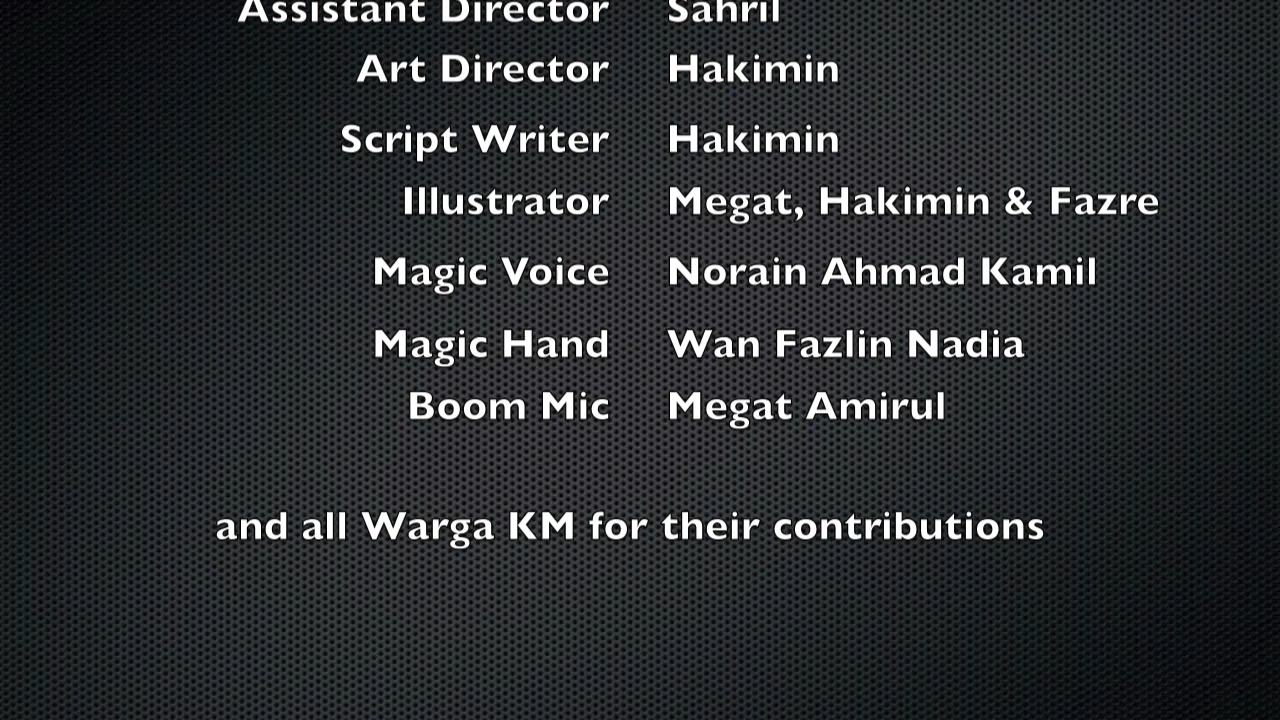 Assistant Director Sahril
Art Director Hakimin
Script Writer Hakimin
Illustrator Megat, Hakimin & Fazre
Magic Voice Norain Ahmad Kamil
Magic Hand Wan Fazlin Nadia
Boom Mic Megat Amirul
and all Warga KM for their contributions